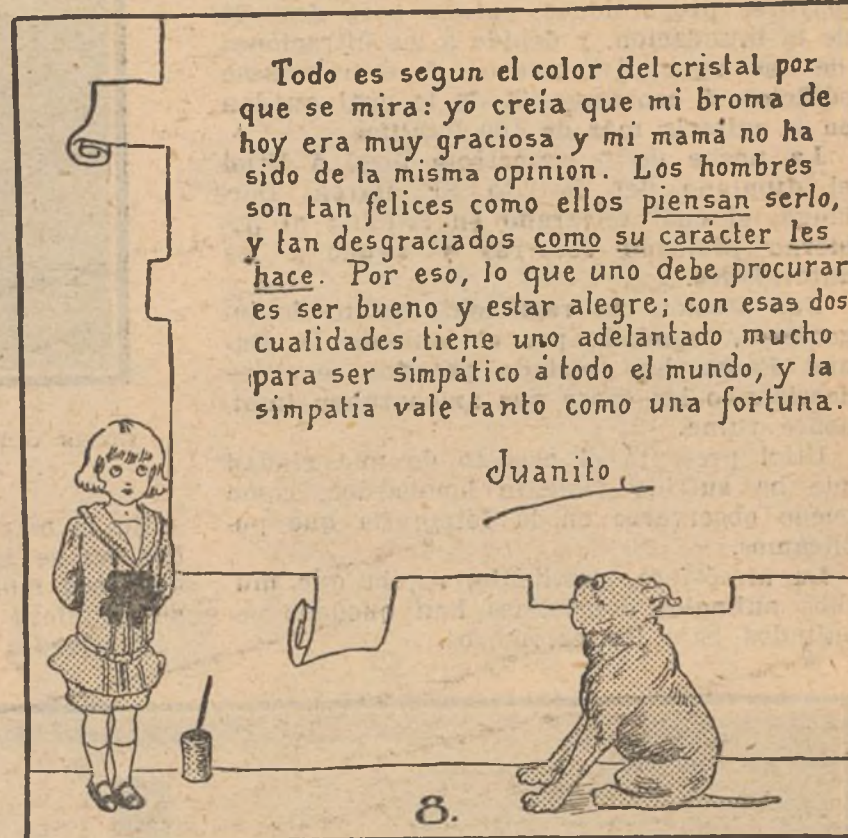 Todo es segun el color del cristal por
que se mira: yo creía que mi broma de
hoy era muy graciosa y mi mamá no ha
sido de la misma opinion. Los hombres
son tan felices como ellos piensan serlo,
y tan desgraciados como su carácter les
hace. Por eso, lo que uno debe procurar
es ser bueno y estar alegre; con esas dos
cualidades tiene uno adelantado mucho
para ser simpático á todo el mundo, y la
simpatia vale tanto como una fortuna.
Juanito
8.